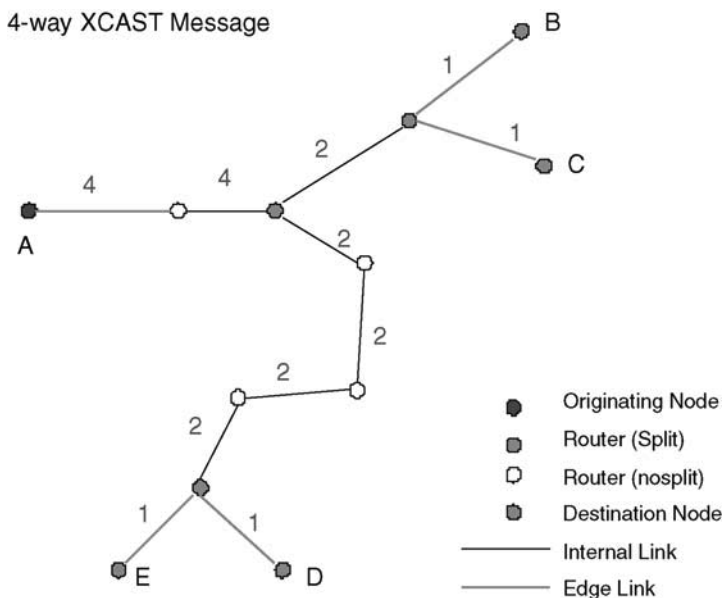 4-way XCAST Message
B
1
1
2
C
4
4
A
2
2
2
2
1
1
E
D
Originating Node
Router (Split)
Router (nosplit)
Destination Node
Internal Link
Edge Link